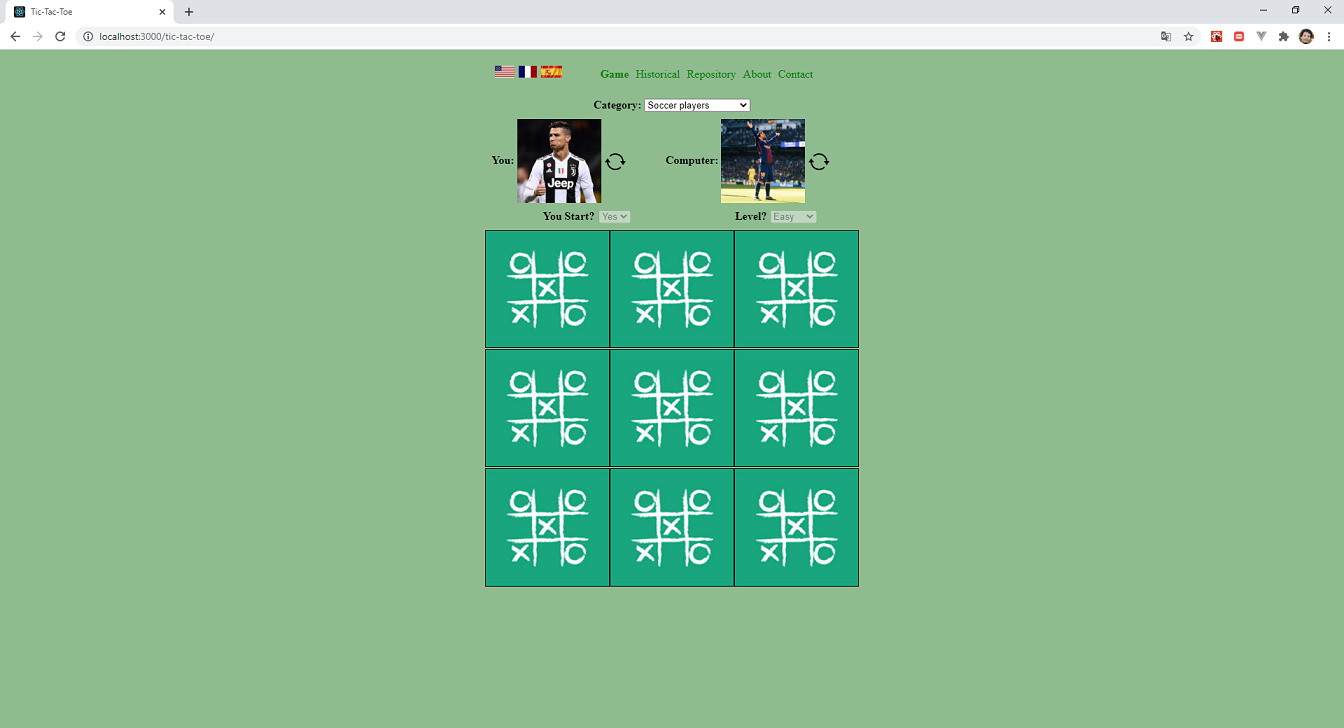 Tic-Tac-Toe
localhost:3000/tic-tac-toe/
Game Historical Repository About Contact
Category: Soccer players
You: Jeep Computer:
You Start? Yes Level? Easy